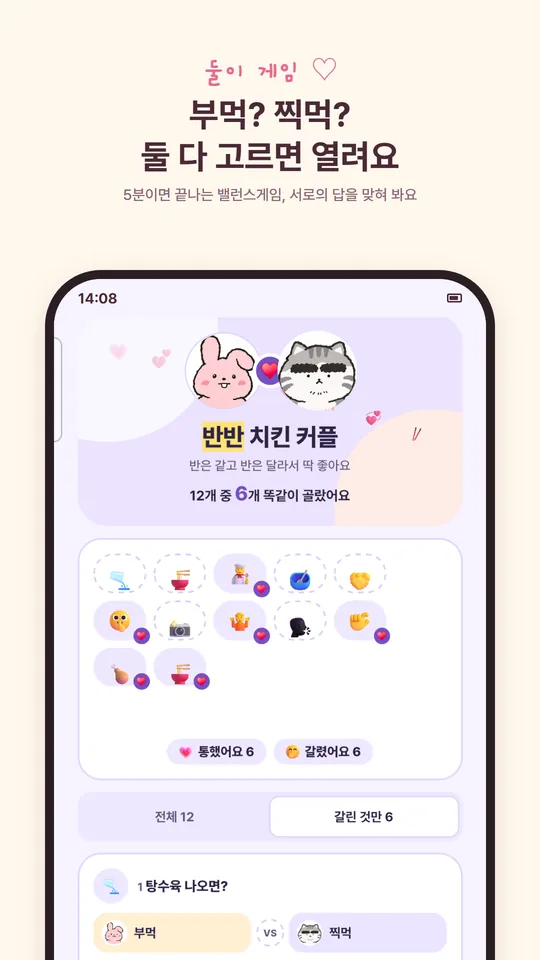 둘이 게임 ♡
부먹? 찍먹?
둘 다 고르면 열려요
5분이면 끝나는 밸런스게임, 서로의 답을 맞혀 봐요
14:08
반반 치킨 커플
반은 같고 반은 달라서 딱 좋아요
12개 중 6개 똑같이 골랐어요
통했어요 6
갈렸어요 6
전체 12
갈린 것만 6
1 탕수육 나오면?
부먹
VS
찍먹